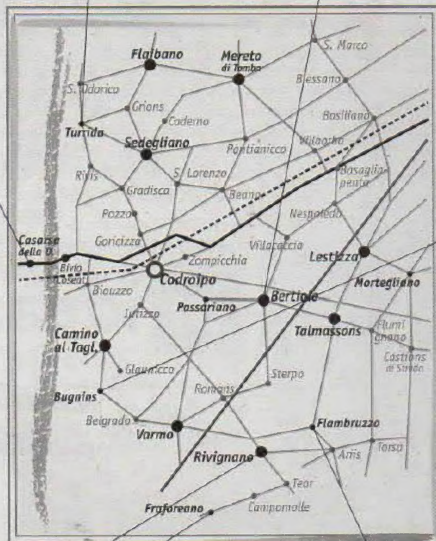 S. Marco
Flaibano
Mereto
di Tomba
Blessano
S. Odorico
Grions
Coderno
Basiliano
Turrida
Sedegliano
Pantianicco
Villaorba
Basaglia
penta
Rivis
S. Lorenzo
Gradisca
Beano
Pozzo
Nespoledo
Goricizza
Villacaccia
Lestizza
Casarsa
della D.
Bivio
Zompicchia
Codroipo
Mortegliano
Biauzzo
Iutizzo
Passariano
Bertiolo
Talmassons
Flumi
gnano
Camino
al Tagl.
Castions
di Strada
Glaunicco
Sterpo
Bugnins
Romans
Belgrado
Varmo
Flambruzzo
Rivignano
Ariis
Torsa
Teor
Campomolle
Fraforeano